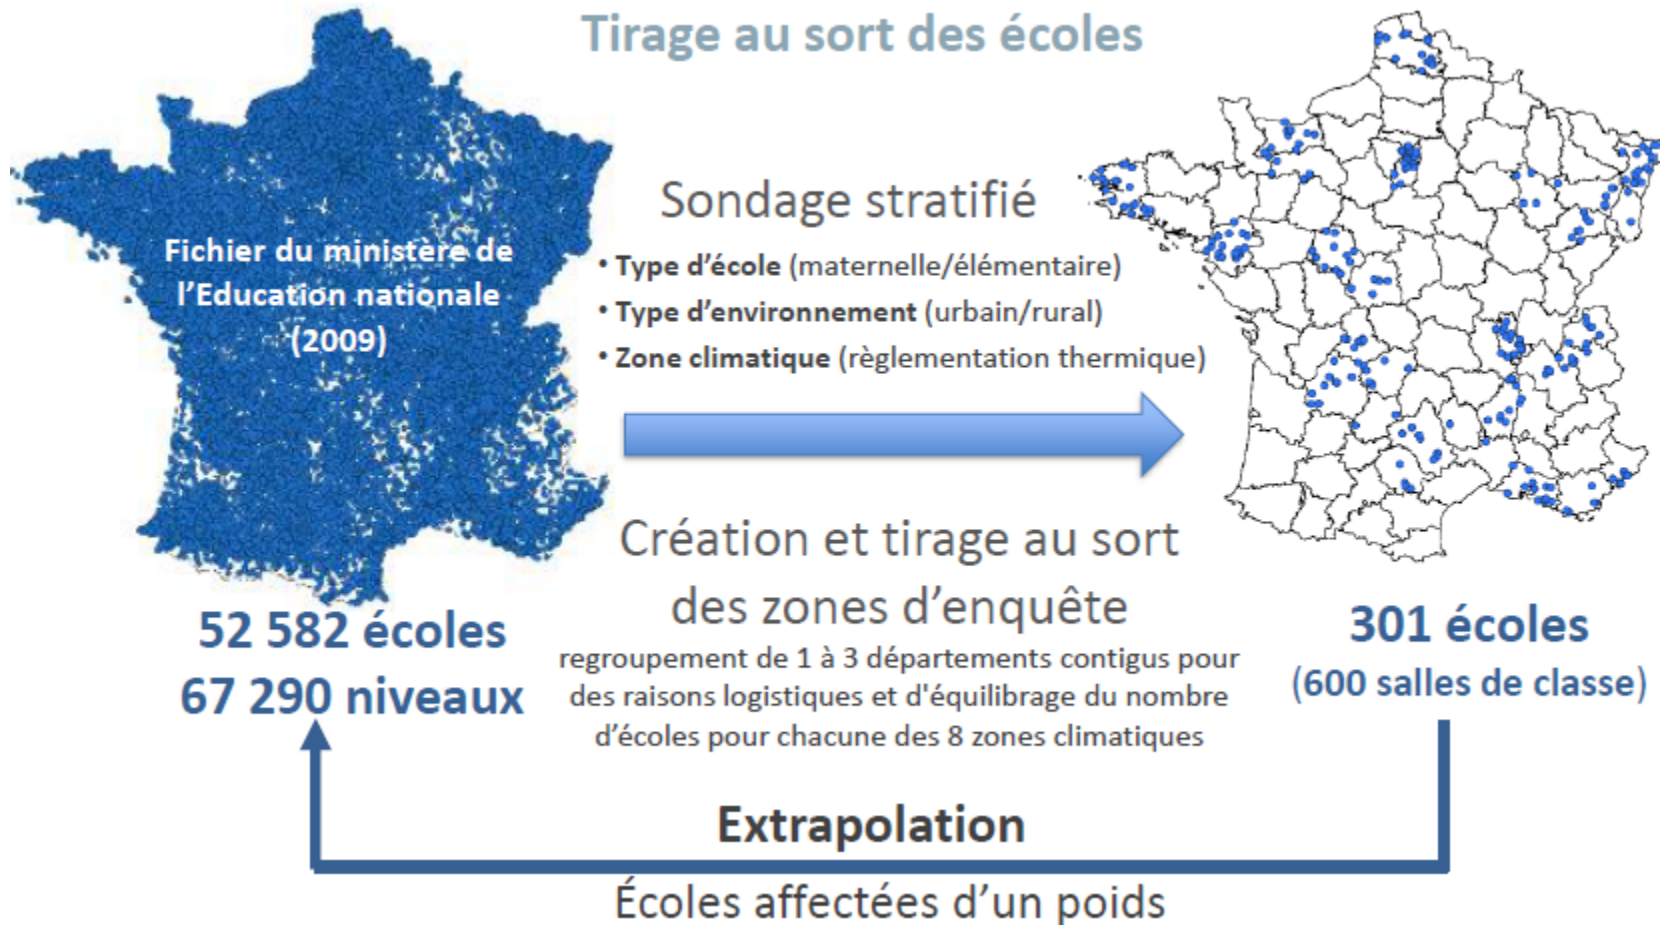 Tirage au sort des écoles
Fichier du ministère de
l'Education nationale
(2009)
Sondage stratifié
• Type d'école (maternelle/élémentaire)
• Type d'environnement (urbain/rural)
• Zone climatique (règlementation thermique)
Création et tirage au sort
des zones d'enquête
regroupement de 1 à 3 départements contigus pour
des raisons logistiques et d'équilibrage du nombre
d'écoles pour chacune des 8 zones climatiques
52 582 écoles
67 290 niveaux
301 écoles
(600 salles de classe)
Extrapolation
Écoles affectées d'un poids